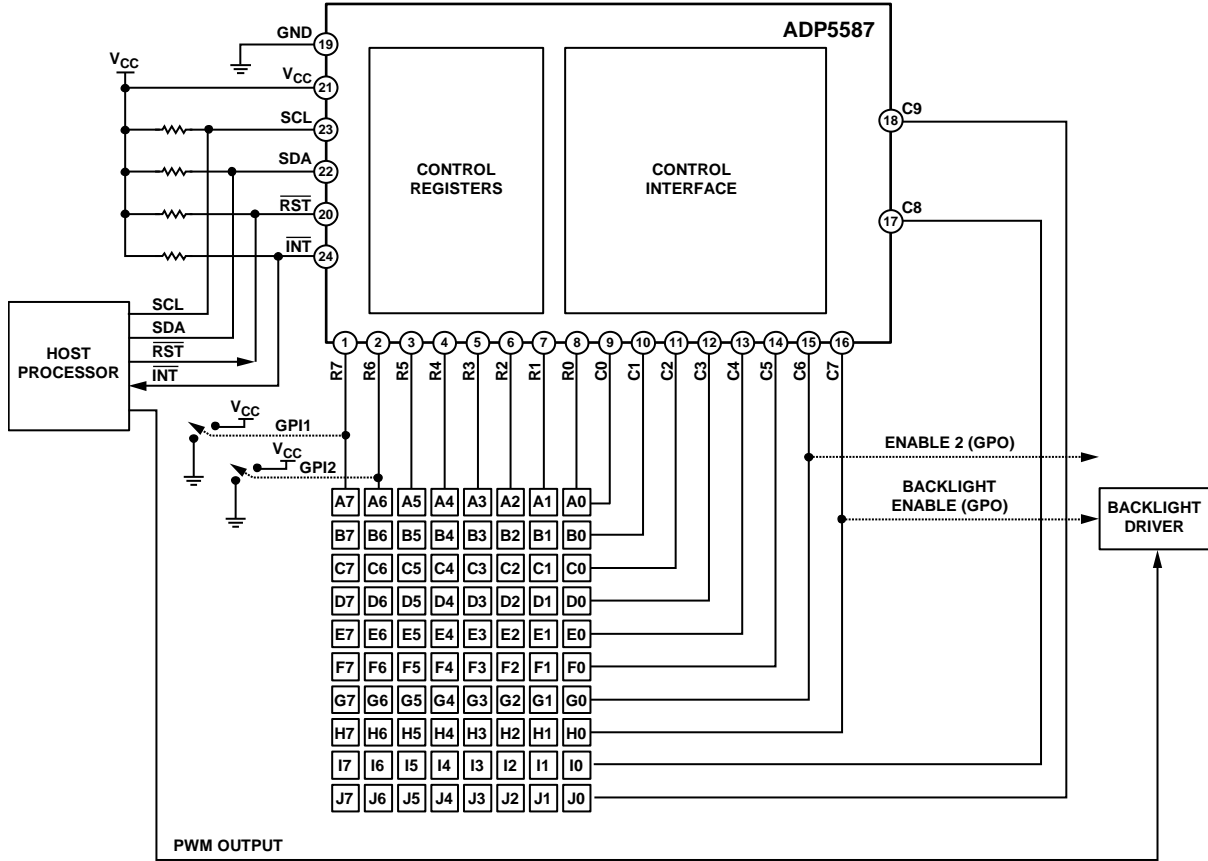 ADP5587
GND
19
VCC
VCC
21
SCL
23
SDA
22
RST
20
INT
24
CONTROL
REGISTERS
CONTROL
INTERFACE
18
C9
17
C8
HOST
PROCESSOR
SCL
SDA
RST
INT
1 2 3 4 5 6 7 8 9 10 11 12 13 14 15 16
R7 R6 R5 R4 R3 R2 R1 R0 C0 C1 C2 C3 C4 C5 C6 C7
VCC
GPI1
VCC
GPI2
ENABLE 2 (GPO)
BACKLIGHT
ENABLE (GPO)
BACKLIGHT
DRIVER
A7 A6 A5 A4 A3 A2 A1 A0
B7 B6 B5 B4 B3 B2 B1 B0
C7 C6 C5 C4 C3 C2 C1 C0
D7 D6 D5 D4 D3 D2 D1 D0
E7 E6 E5 E4 E3 E2 E1 E0
F7 F6 F5 F4 F3 F2 F1 F0
G7 G6 G5 G4 G3 G2 G1 G0
H7 H6 H5 H4 H3 H2 H1 H0
I7 I6 I5 I4 I3 I2 I1 I0
J7 J6 J5 J4 J3 J2 J1 J0
PWM OUTPUT